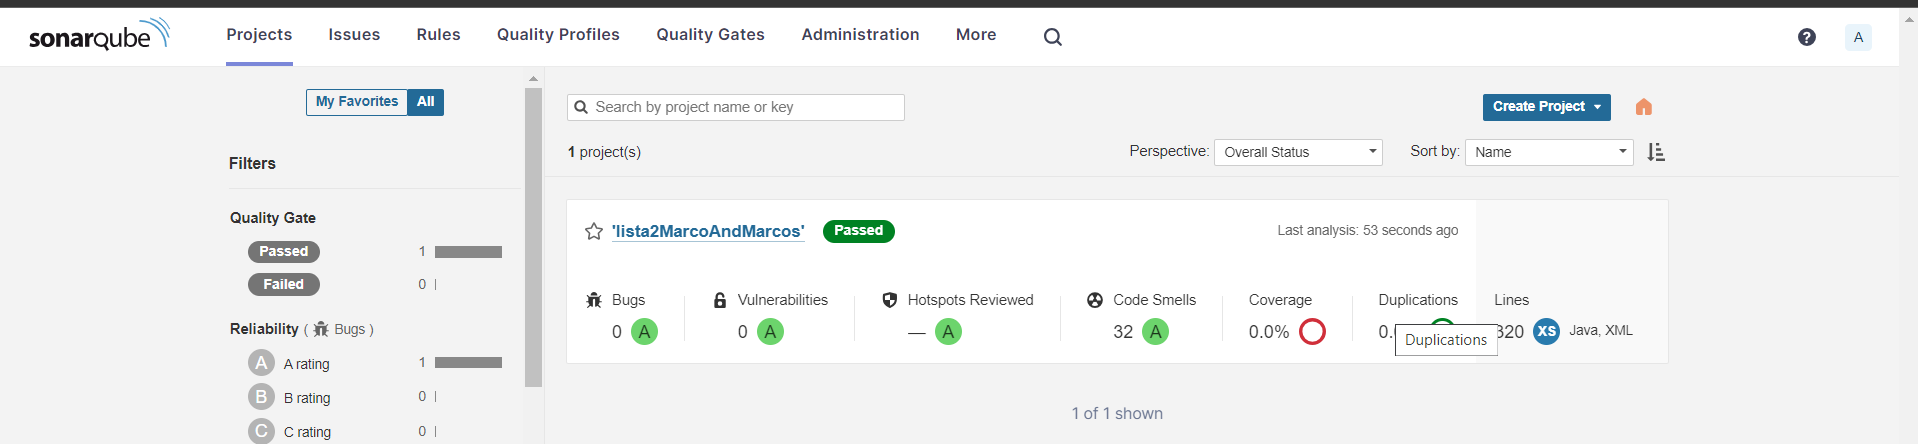 sonarqube
Projects Issues Rules Quality Profiles Quality Gates Administration More
? A
My Favorites All
Filters
Quality Gate
Passed 1
Failed 0
Reliability ( Bugs )
A A rating 1
B B rating 0
C C rating 0
Search by project name or key
Create Project
1 project(s)
Perspective: Overall Status Sort by: Name
'lista2MarcoAndMarcos' Passed Last analysis: 53 seconds ago
Bugs Vulnerabilities Hotspots Reviewed Code Smells Coverage Duplications Lines
0 A 0 A — A 32 A 0.0% 0. 320 XS Java, XML
Duplications
1 of 1 shown